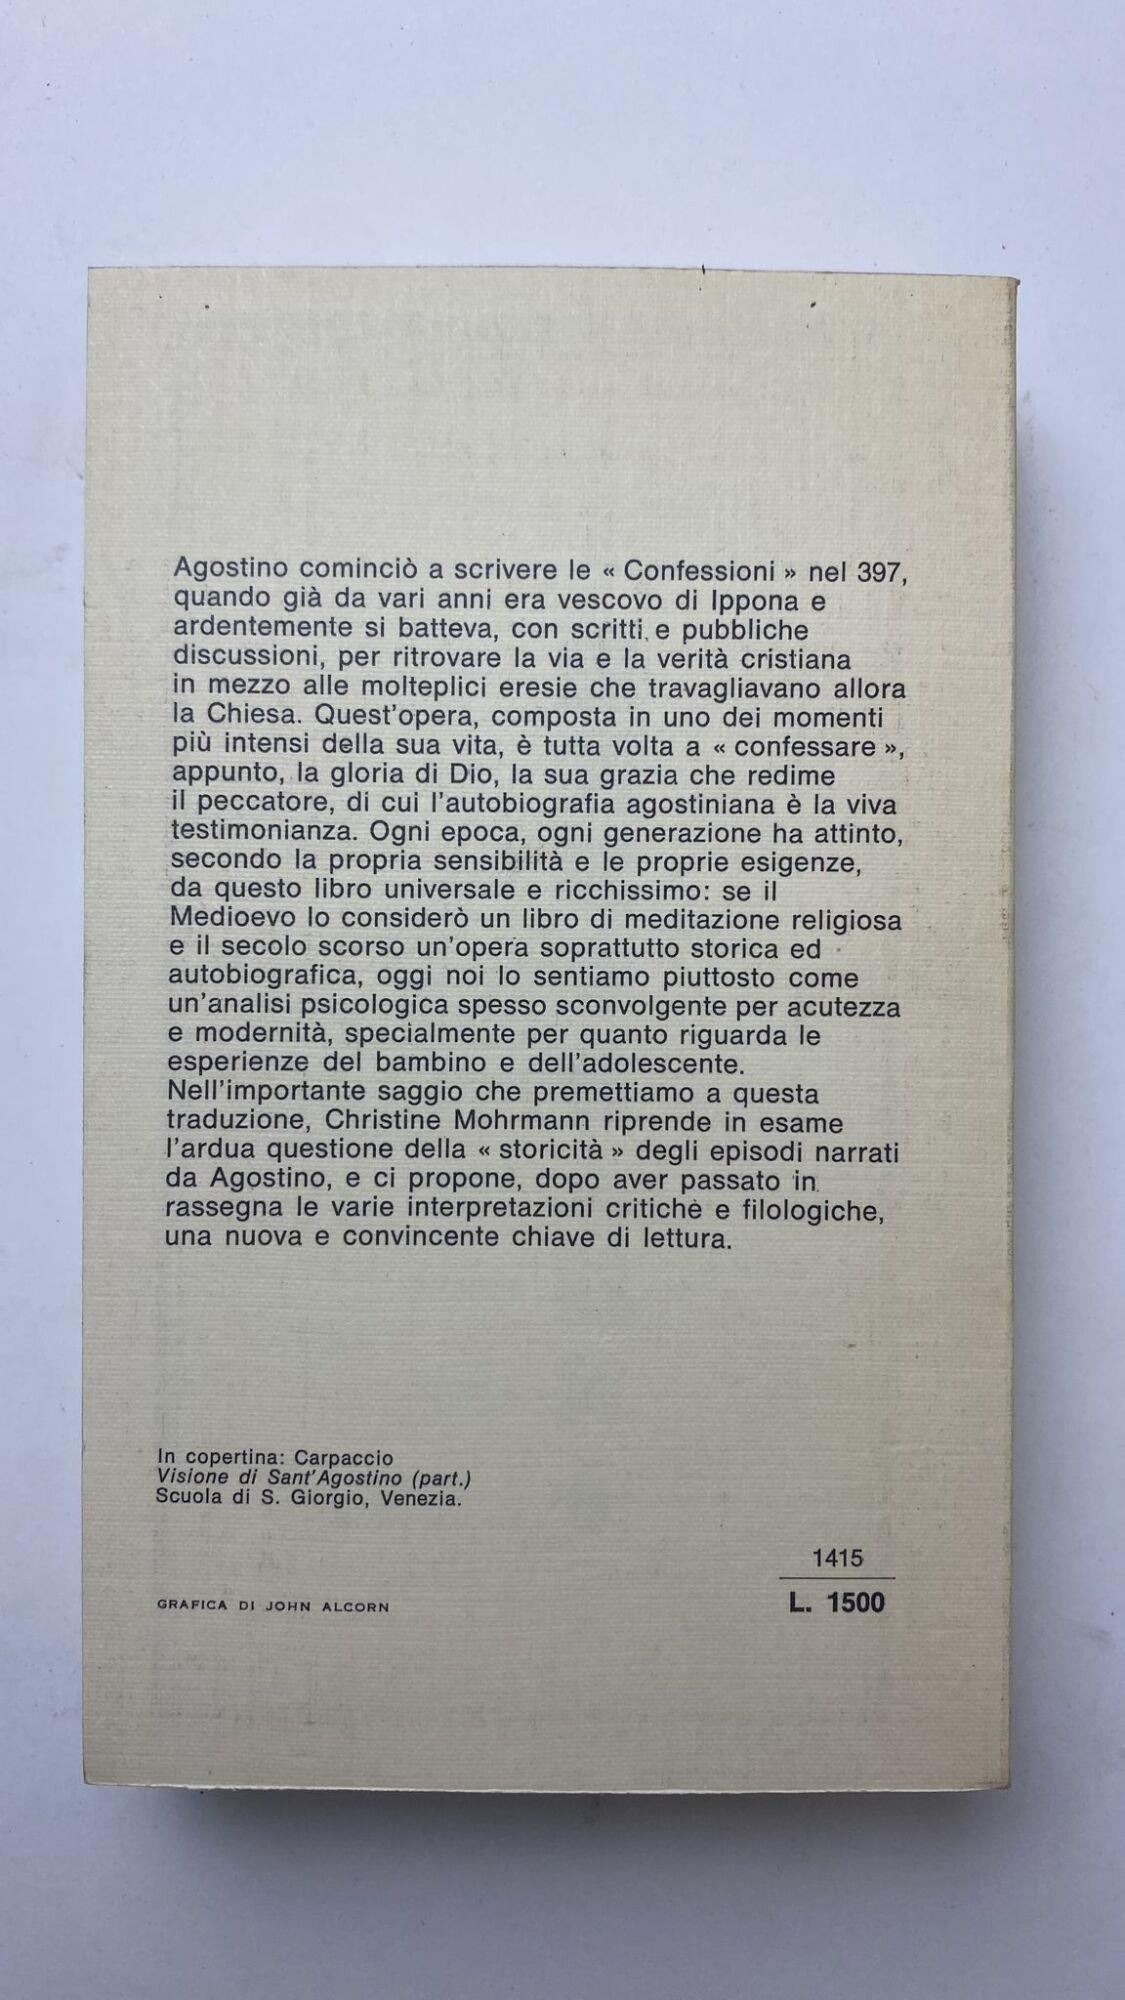 Agostino cominciò a scrivere le « Confessioni » nel 397,
quando già da vari anni era vescovo di Ippona e
ardentemente si batteva, con scritti e pubbliche
discussioni, per ritrovare la via e la verità cristiana
in mezzo alle molteplici eresie che travagliavano allora
la Chiesa. Quest'opera, composta in uno dei momenti
più intensi della sua vita, è tutta volta a « confessare »,
appunto, la gloria di Dio, la sua grazia che redime
il peccatore, di cui l'autobiografia agostiniana è la viva
testimonianza. Ogni epoca, ogni generazione ha attinto,
secondo la propria sensibilità e le proprie esigenze,
da questo libro universale e ricchissimo: se il
Medioevo lo considerò un libro di meditazione religiosa
e il secolo scorso un'opera soprattutto storica ed
autobiografica, oggi noi lo sentiamo piuttosto come
un'analisi psicologica spesso sconvolgente per acutezza
e modernità, specialmente per quanto riguarda le
esperienze del bambino e dell'adolescente.
Nell'importante saggio che premettiamo a questa
traduzione, Christine Mohrmann riprende in esame
l'ardua questione della « storicità » degli episodi narrati
da Agostino, e ci propone, dopo aver passato in
rassegna le varie interpretazioni critiche e filologiche,
una nuova e convincente chiave di lettura.
In copertina: Carpaccio
Visione di Sant'Agostino (part.)
Scuola di S. Giorgio, Venezia.
GRAFICA DI JOHN ALCORN
1415
L. 1500